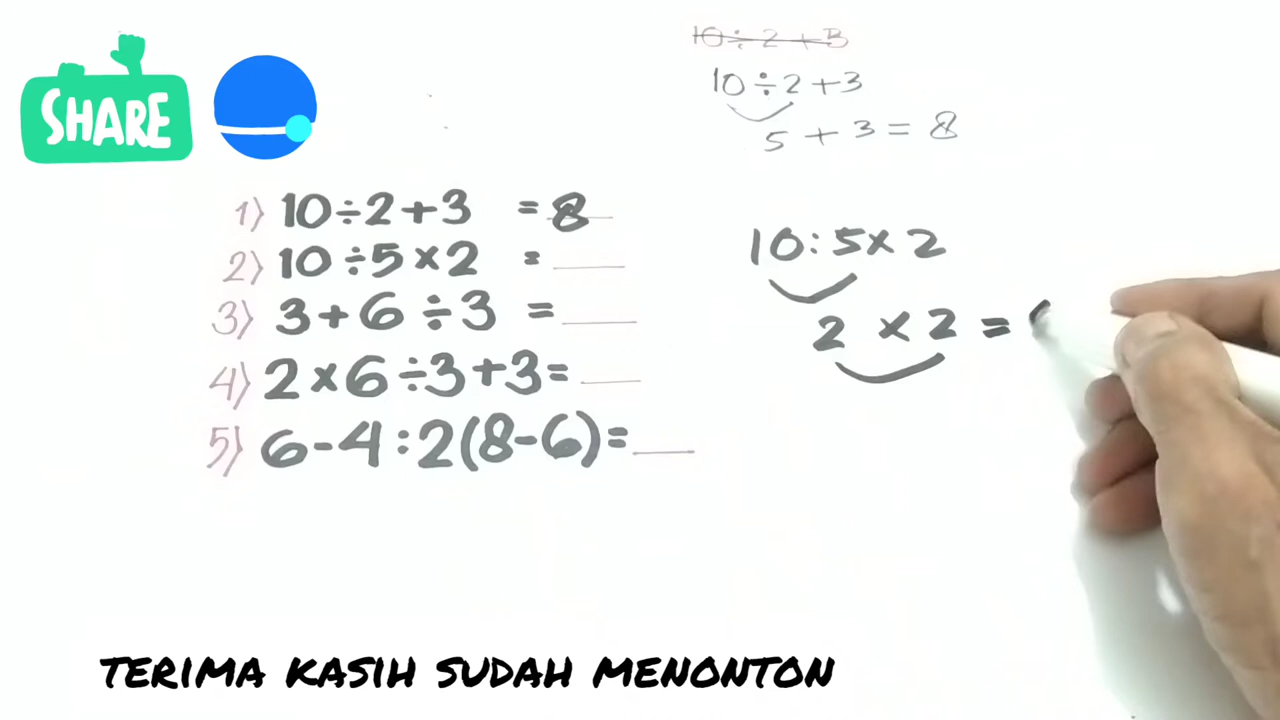 SHARE
10÷2+3
10÷2+3
5+3=8
1) 10÷2+3 =8
2) 10÷5×2 =
3) 3+6÷3 =
4) 2×6÷3+3=
5) 6-4:2(8-6)=
10:5×2
2×2=
TERIMA KASIH SUDAH MENONTON